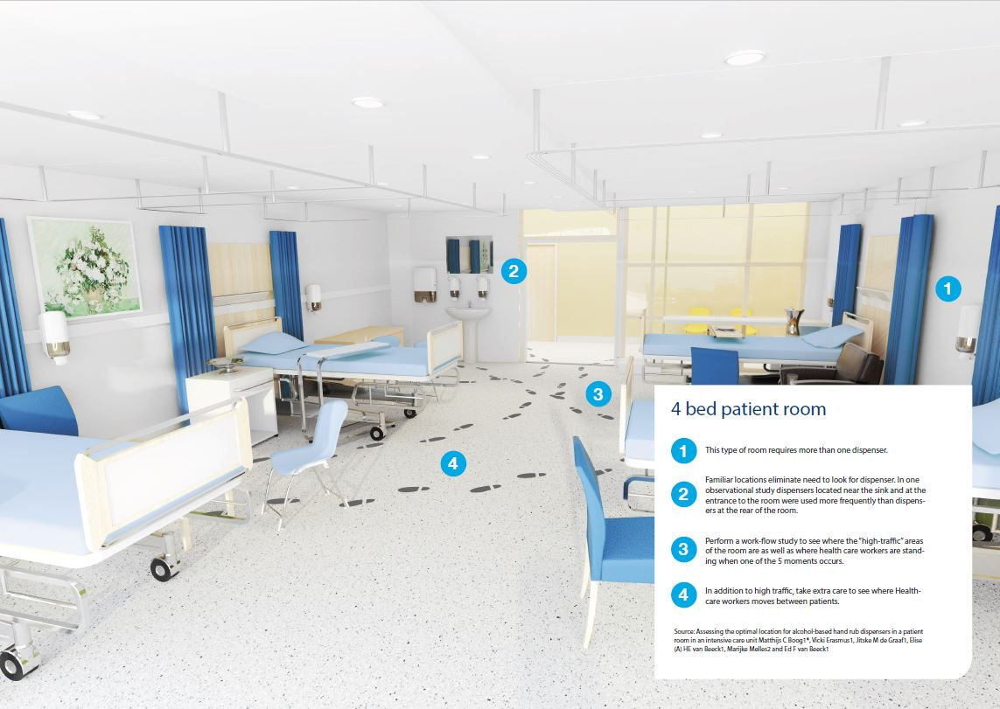 2
1
3
4
4 bed patient room
1 This type of room requires more than one dispenser.
2 Familiar locations eliminate need to look for dispenser. In one
observational study dispensers located near the sink and at the
entrance to the room were used more frequently than dispens-
ers at the rear of the room.
3 Perform a work-flow study to see where the "high-traffic" areas
of the room are as well as where health care workers are stand-
ing when one of the 5 moments occurs.
4 In addition to high traffic, take extra care to see where Health-
care workers moves between patients.
Source: Assessing the optimal location for alcohol-based hand rub dispensers in a patient
room in an intensive care unit Matthijs C Boog1*, Vicki Erasmus1, Jitske M de Graaf1, Elise
(A) HE van Beeck1, Marijke Melles2 and Ed F van Beeck1